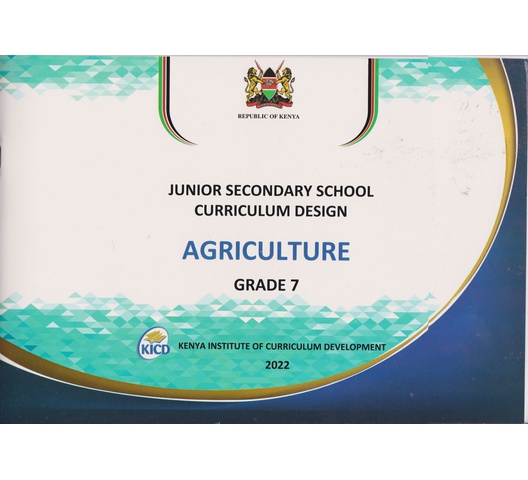 REPUBLIC OF KENYA
JUNIOR SECONDARY SCHOOL
CURRICULUM DESIGN
AGRICULTURE
GRADE 7
KICD
KENYA INSTITUTE OF CURRICULUM DEVELOPMENT
2022